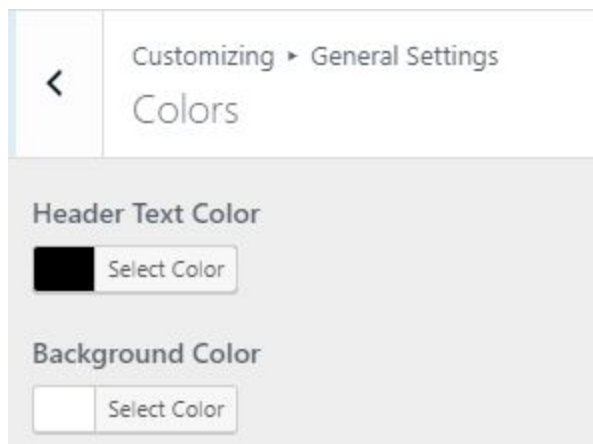 Customizing ▸ General Settings
Colors
Header Text Color
Select Color
Background Color
Select Color